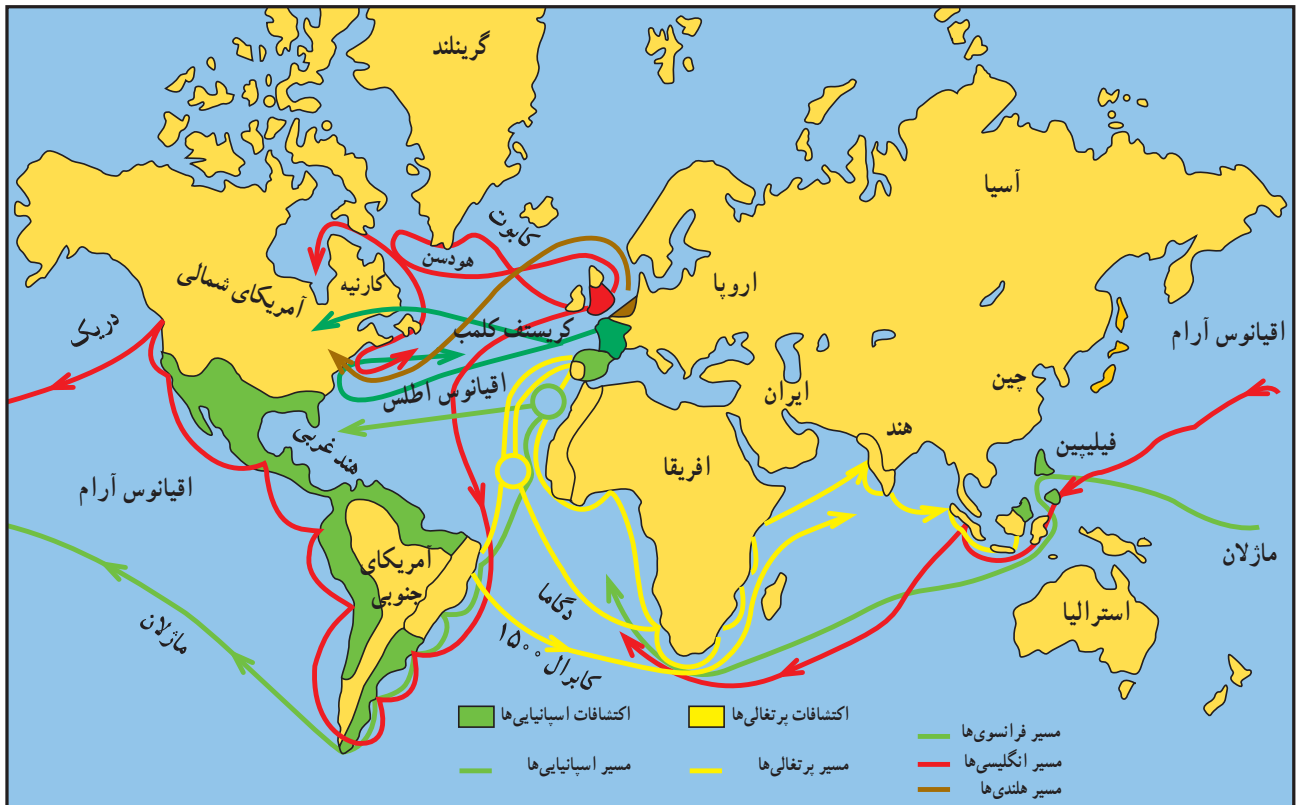 گرینلند
آسیا
کابوت
هودسن
کارتیه
آمریکای شمالی
اروپا
دریک
کریستف کلمب
اقیانوس آرام
اقیانوس اطلس
ایران
چین
هند
هند غربی
فیلیپین
افریقا
اقیانوس آرام
ماژلان
آمریکای
جنوبی
دگاما
استرالیا
ماژلان
کابرال ۱۵۰۰
اکتشافات پرتغالی‌ها
اکتشافات اسپانیایی‌ها
مسیر فرانسوی‌ها
مسیر پرتغالی‌ها
مسیر اسپانیایی‌ها
مسیر انگلیسی‌ها
مسیر هلندی‌ها